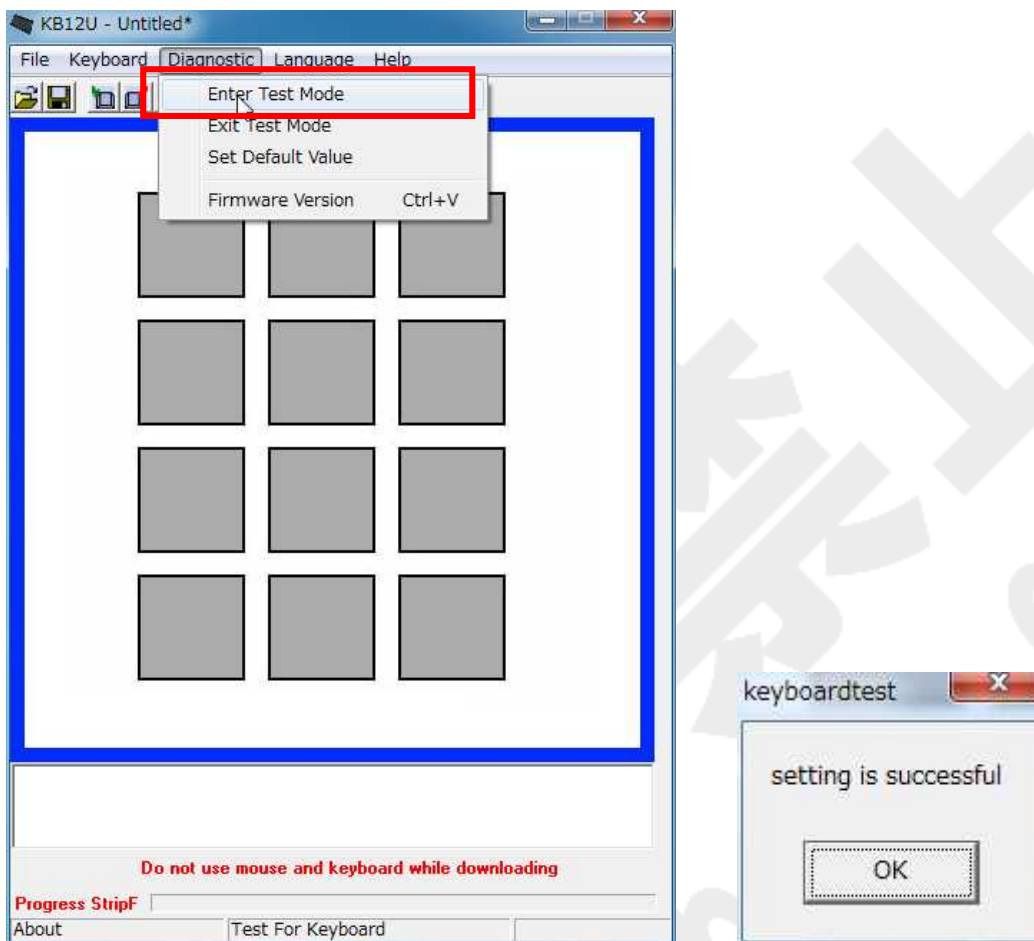 KB12U - Untitled*
File Keyboard Diagnostic Language Help
Enter Test Mode
Exit Test Mode
Set Default Value
Firmware Version Ctrl+V
Do not use mouse and keyboard while downloading
Progress StripF
About Test For Keyboard
keyboardtest
setting is successful
OK